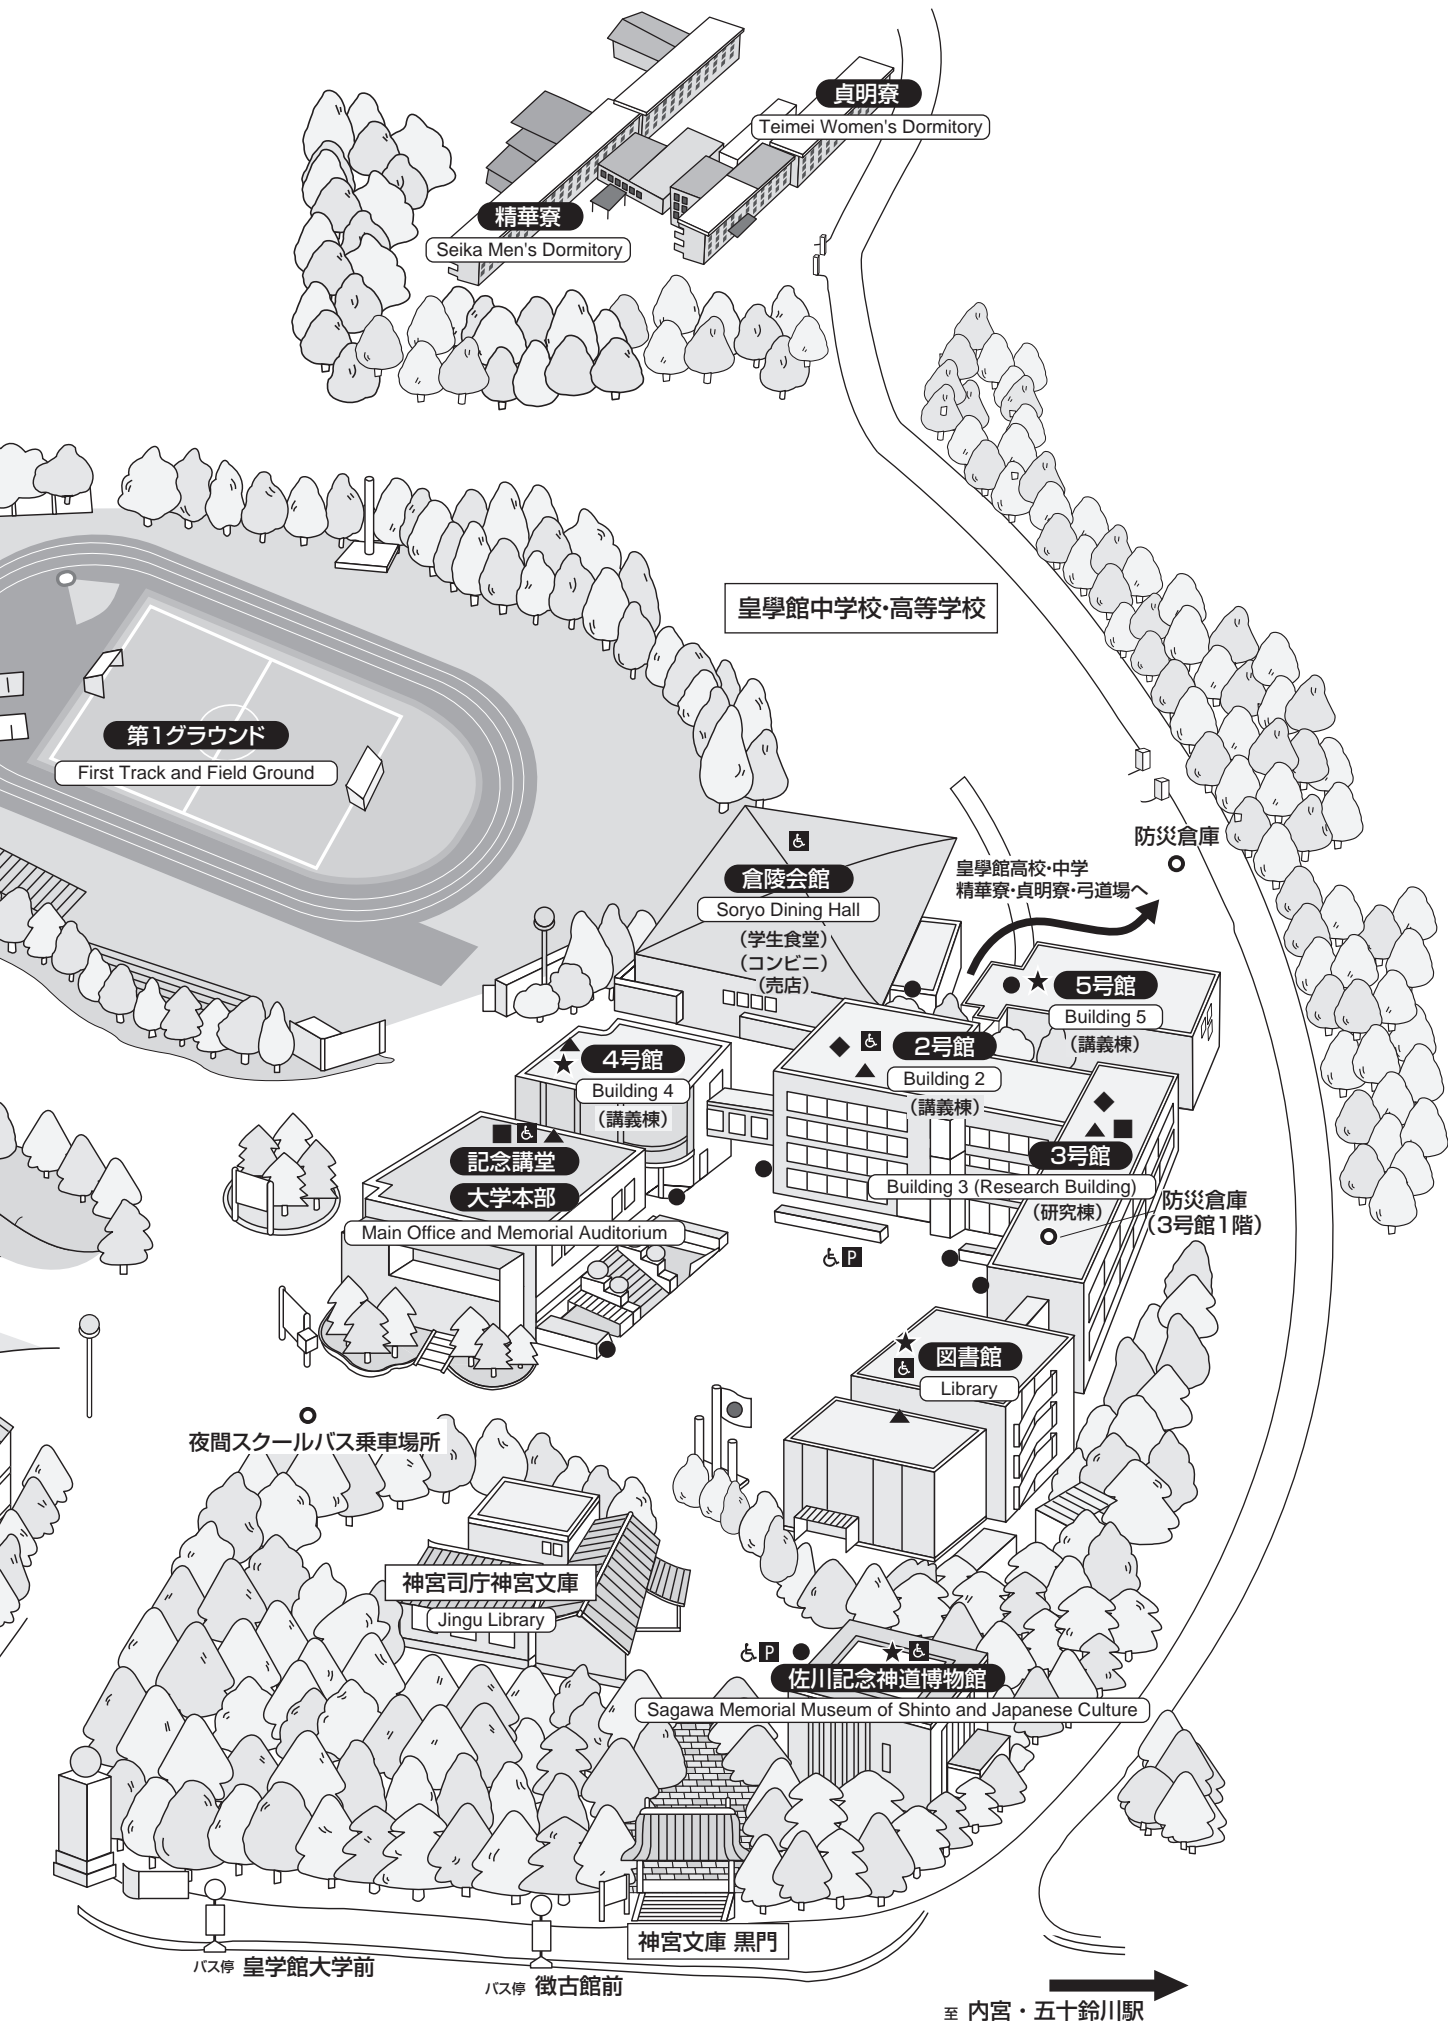 貞明寮
Teimei Women's Dormitory
精華寮
Seika Men's Dormitory
皇學館中学校・高等学校
第1グラウンド
First Track and Field Ground
防災倉庫
皇學館高校・中学
精華寮・貞明寮・弓道場へ
倉陵会館
Soryo Dining Hall
（学生食堂）
（コンビニ）
（売店）
5号館
Building 5
（講義棟）
2号館
Building 2
（講義棟）
4号館
Building 4
（講義棟）
3号館
Building 3 (Research Building)
（研究棟）
防災倉庫
（3号館1階）
記念講堂
大学本部
Main Office and Memorial Auditorium
P
図書館
Library
夜間スクールバス乗車場所
神宮司庁神宮文庫
Jingu Library
P
佐川記念神道博物館
Sagawa Memorial Museum of Shinto and Japanese Culture
神宮文庫 黒門
バス停 皇学館大学前
バス停 徴古館前
至 内宮・五十鈴川駅